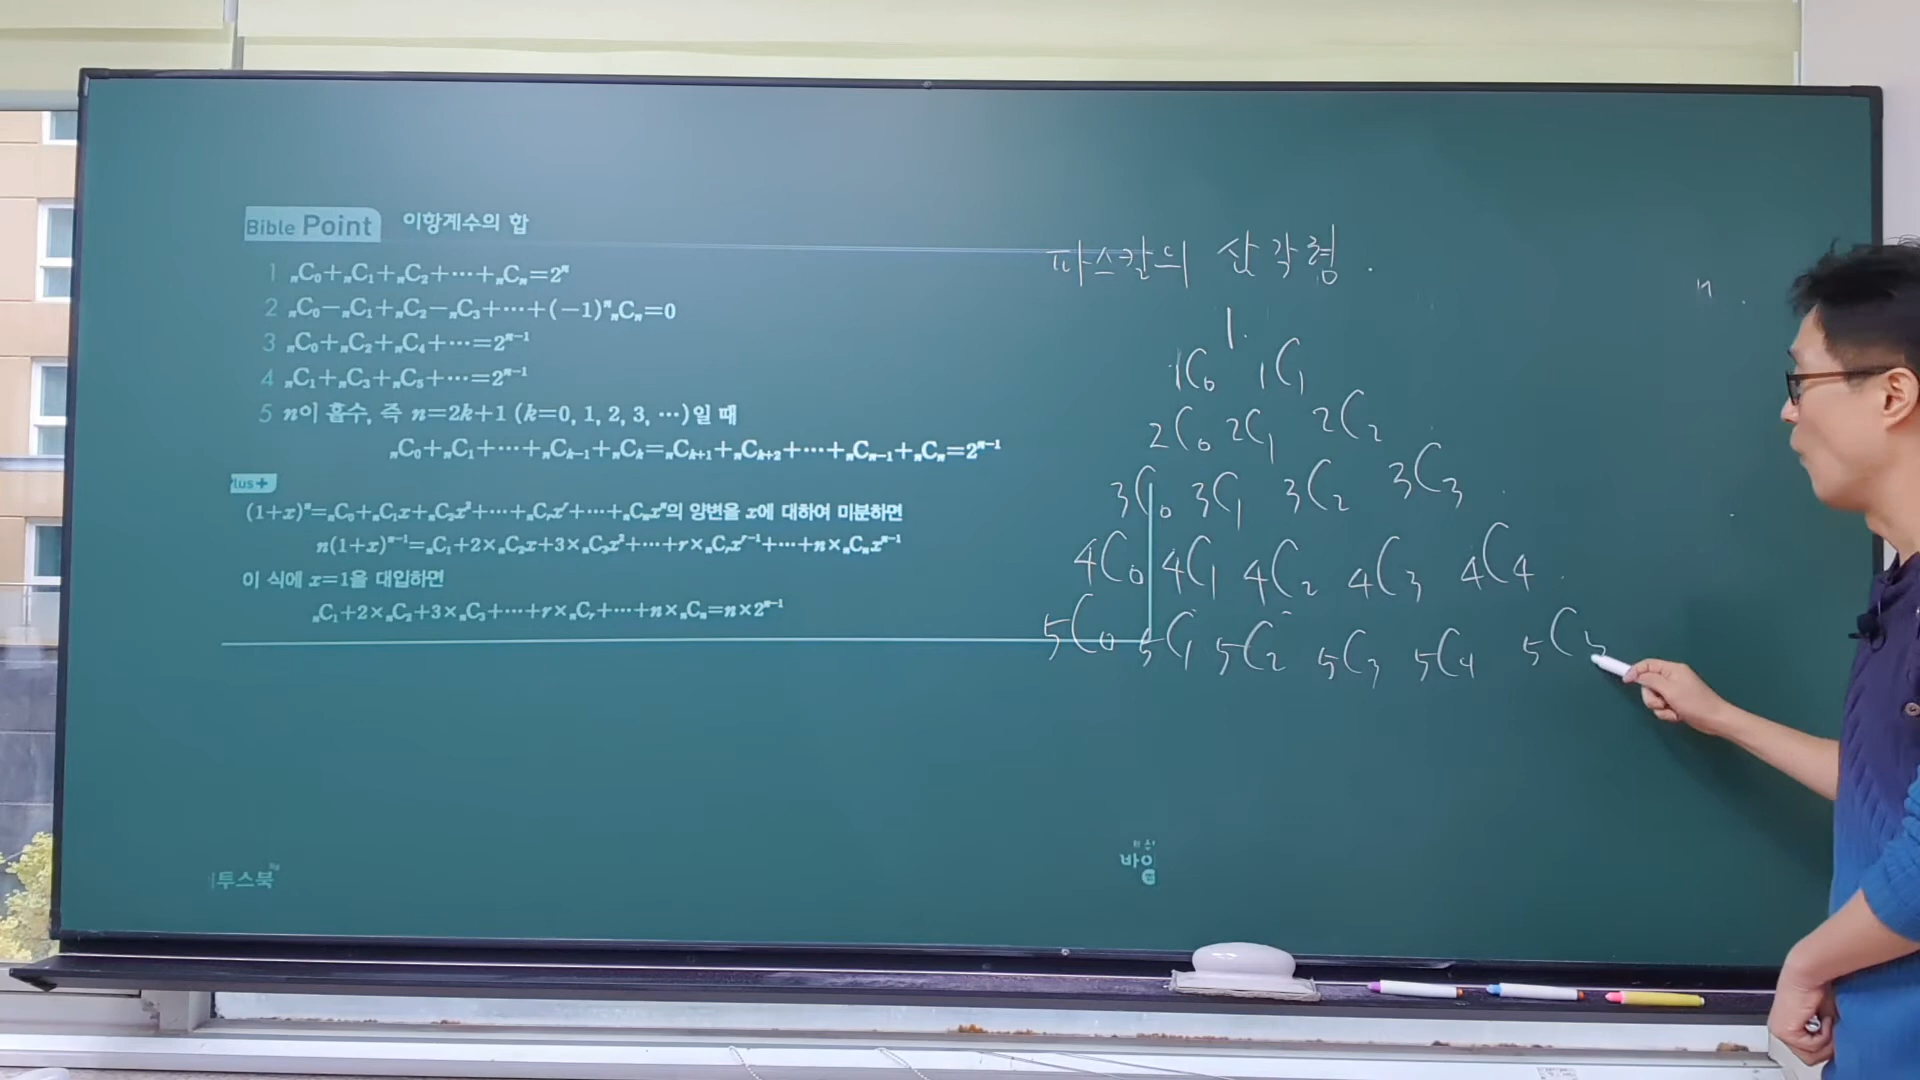 Bible Point 이항계수의 합
1 ₙC₀+ₙC₁+ₙC₂+⋯+ₙCₙ=2ⁿ
2 ₙC₀−ₙC₁+ₙC₂−ₙC₃+⋯+(−1)ⁿₙCₙ=0
3 ₙC₀+ₙC₂+ₙC₄+⋯=2ⁿ⁻¹
4 ₙC₁+ₙC₃+ₙC₅+⋯=2ⁿ⁻¹
5 n이 홀수, 즉 n=2k+1 (k=0, 1, 2, 3, ⋯)일 때
ₙC₀+ₙC₁+⋯+ₙCₖ₋₁+ₙCₖ=ₙCₖ₊₁+ₙCₖ₊₂+⋯+ₙCₙ₋₁+ₙCₙ=2ⁿ⁻¹
lus+
(1+x)ⁿ=ₙC₀+ₙC₁x+ₙC₂x²+⋯+ₙCᵣxʳ+⋯+ₙCₙxⁿ의 양변을 x에 대하여 미분하면
n(1+x)ⁿ⁻¹=ₙC₁+2×ₙC₂x+3×ₙC₃x²+⋯+r×ₙCᵣxʳ⁻¹+⋯+n×ₙCₙxⁿ⁻¹
이 식에 x=1을 대입하면
ₙC₁+2×ₙC₂+3×ₙC₃+⋯+r×ₙCᵣ+⋯+n×ₙCₙ=n×2ⁿ⁻¹
투스북
바이
파스칼의 삼각형.
n
1
₁C₀ ₁C₁
₂C₀ ₂C₁ ₂C₂
₃C₀ ₃C₁ ₃C₂ ₃C₃
₄C₀ ₄C₁ ₄C₂ ₄C₃ ₄C₄
₅C₀ ₅C₁ ₅C₂ ₅C₃ ₅C₄ ₅C₅